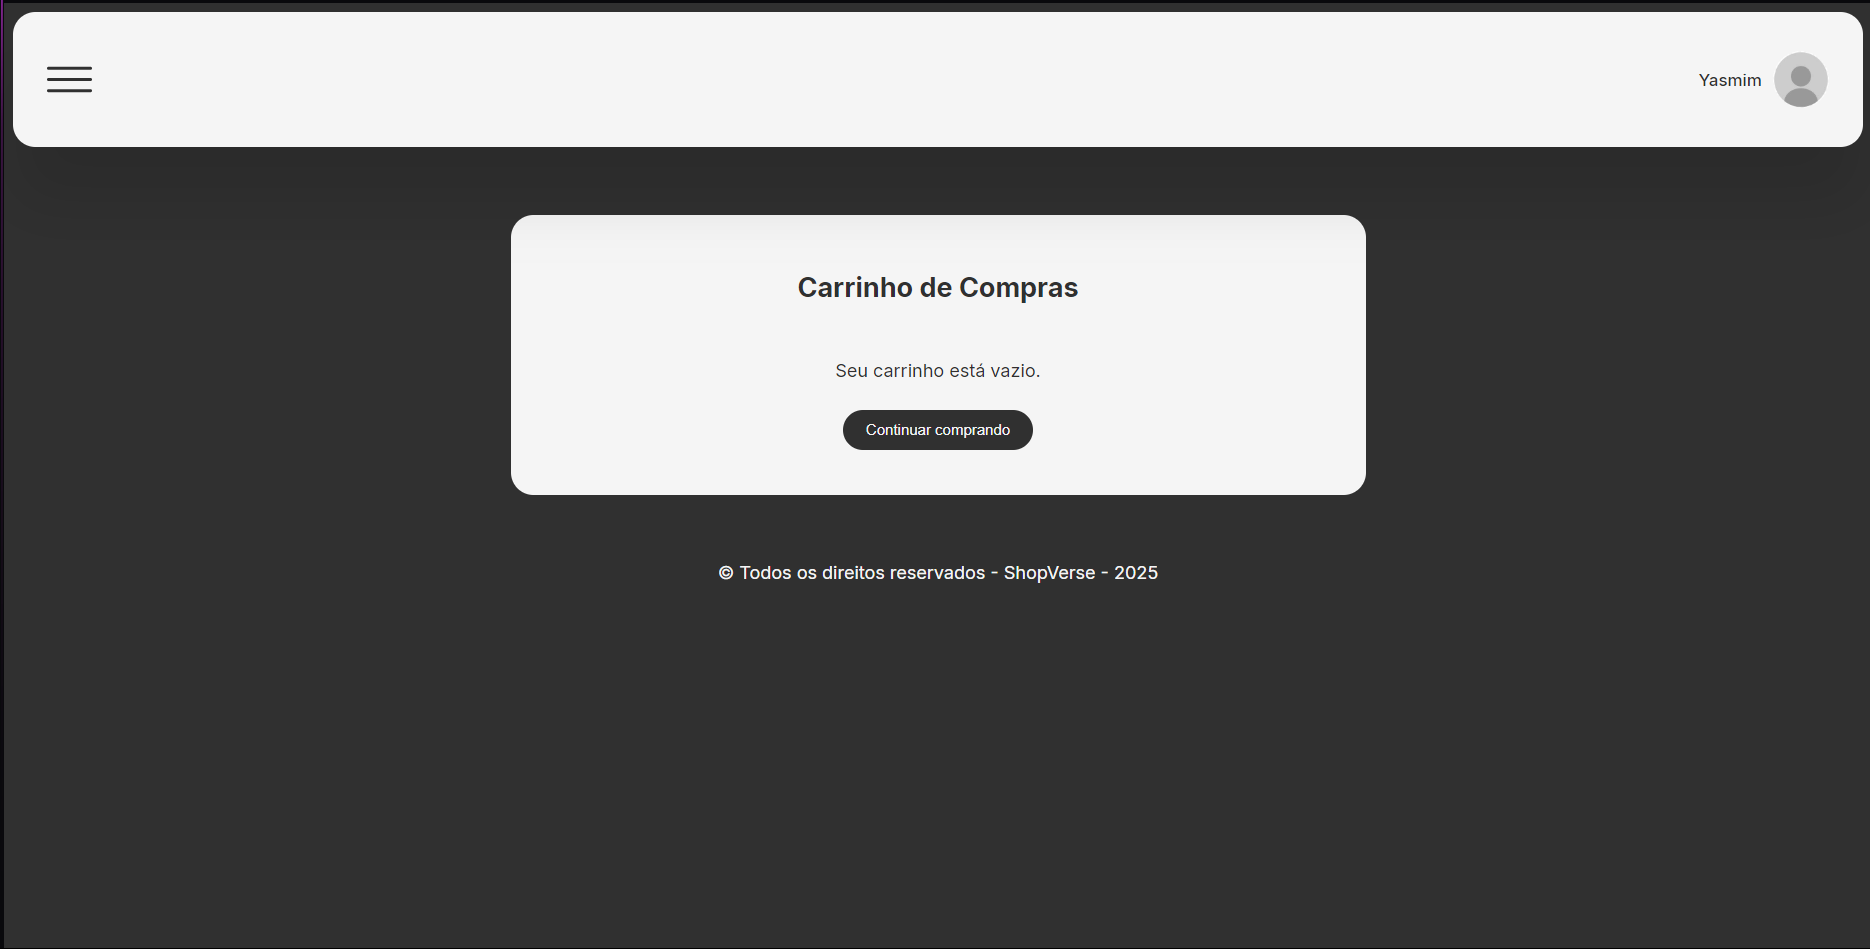 Yasmim
Carrinho de Compras
Seu carrinho está vazio.
Continuar comprando
© Todos os direitos reservados - ShopVerse - 2025